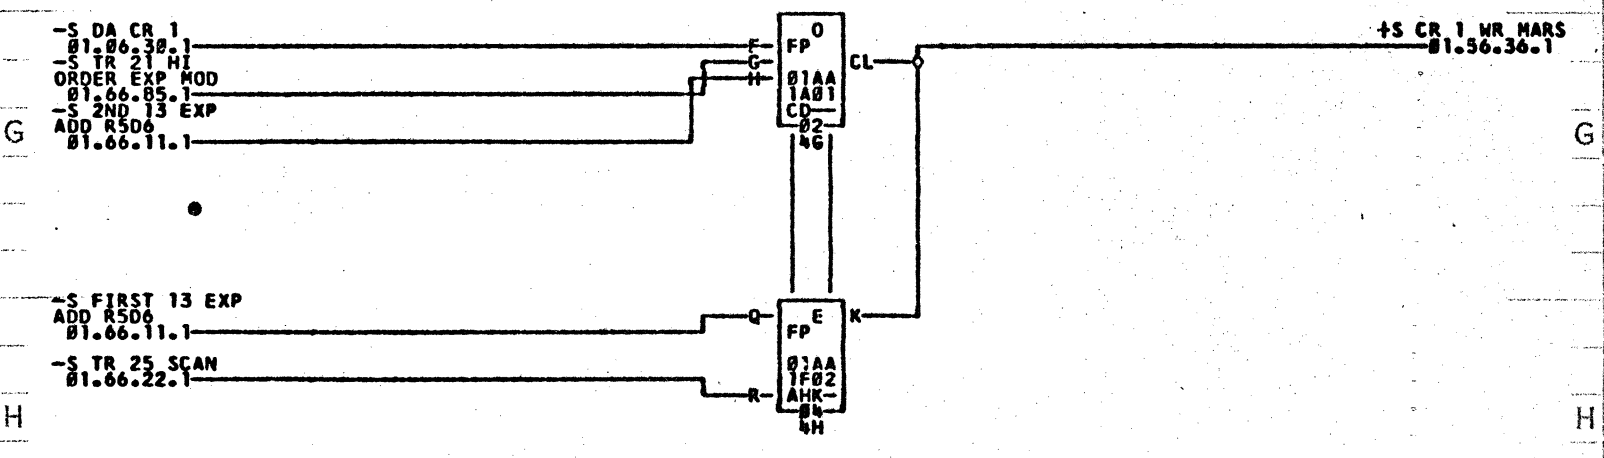 -S DA CR 1
01.06.30.1
-S TR 21 HI
ORDER EXP MOD
01.66.85.1
-S 2ND 13 EXP
ADD R5D6
01.66.11.1
F
G
H
O
FP
01AA
1A01
CD
02
4G
CL
+S CR 1 WR MARS
01.56.36.1
G
G
-S FIRST 13 EXP
ADD R5D6
01.66.11.1
-S TR 25 SCAN
01.66.22.1
Q
R
E
FP
01AA
1F02
AHK
04
4H
K
H
H